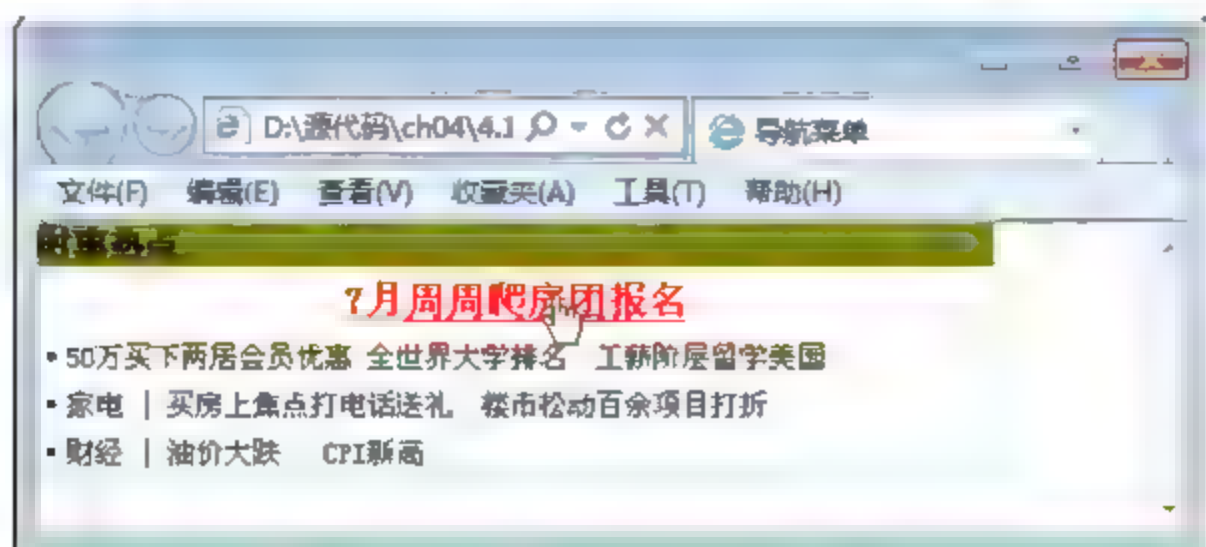 D:\源代码\ch04\4.1 导航菜单
文件(F) 编辑(E) 查看(V) 收藏夹(A) 工具(T) 帮助(H)
时事热点
7月周周爬房团报名
50万买下两居会员优惠 全世界大学排名 工薪阶层留学美国
家电 | 买房上焦点打电话送礼 楼市松动百余项目打折
财经 | 油价大跌 CPI新高